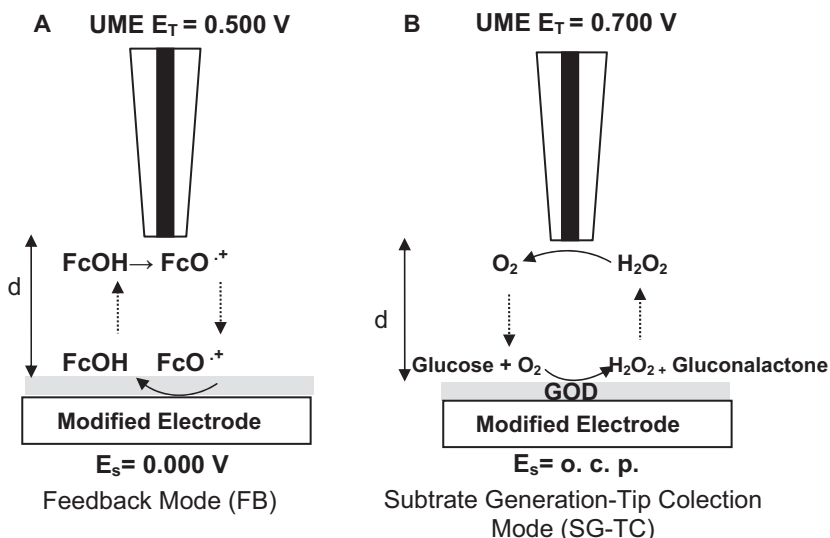 A UME E_T = 0.500 V
d
FcOH → FcO ·+
FcOH FcO ·+
Modified Electrode
E_s= 0.000 V
Feedback Mode (FB)
B UME E_T = 0.700 V
d
O₂ H₂O₂
Glucose + O₂ H₂O₂ + Gluconalactone
GOD
Modified Electrode
E_s= o. c. p.
Subtrate Generation-Tip Colection
Mode (SG-TC)